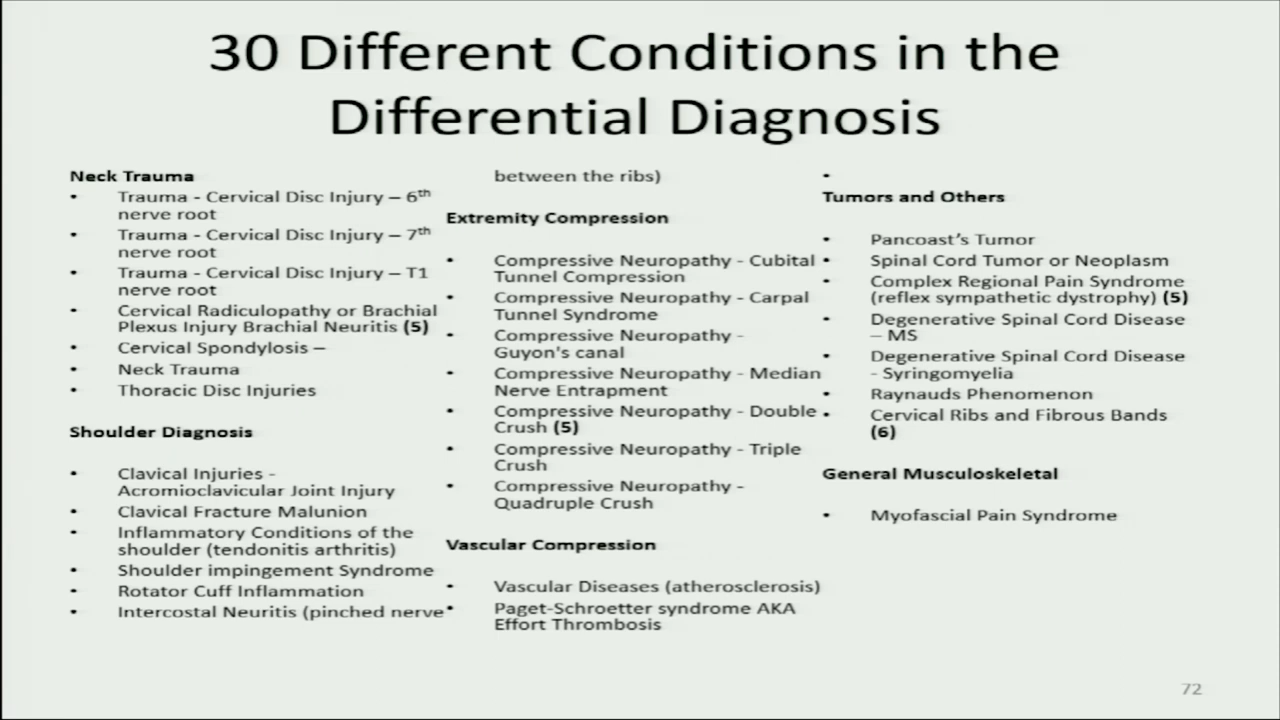 30 Different Conditions in the
Differential Diagnosis
Neck Trauma
• Trauma - Cervical Disc Injury – 6th
nerve root
• Trauma - Cervical Disc Injury – 7th
nerve root
• Trauma - Cervical Disc Injury – T1
nerve root
• Cervical Radiculopathy or Brachial
Plexus Injury Brachial Neuritis (5)
• Cervical Spondylosis –
• Neck Trauma
• Thoracic Disc Injuries
Shoulder Diagnosis
• Clavical Injuries -
Acromioclavicular Joint Injury
• Clavical Fracture Malunion
• Inflammatory Conditions of the
shoulder (tendonitis arthritis)
• Shoulder impingement Syndrome
• Rotator Cuff Inflammation
• Intercostal Neuritis (pinched nerve
between the ribs)
Extremity Compression
• Compressive Neuropathy - Cubital
Tunnel Compression
• Compressive Neuropathy - Carpal
Tunnel Syndrome
• Compressive Neuropathy -
Guyon's canal
• Compressive Neuropathy - Median
Nerve Entrapment
• Compressive Neuropathy - Double
Crush (5)
• Compressive Neuropathy - Triple
Crush
• Compressive Neuropathy -
Quadruple Crush
Vascular Compression
• Vascular Diseases (atherosclerosis)
• Paget-Schroetter syndrome AKA
Effort Thrombosis
•
Tumors and Others
• Pancoast’s Tumor
• Spinal Cord Tumor or Neoplasm
• Complex Regional Pain Syndrome
(reflex sympathetic dystrophy) (5)
• Degenerative Spinal Cord Disease
– MS
• Degenerative Spinal Cord Disease
- Syringomyelia
• Raynauds Phenomenon
• Cervical Ribs and Fibrous Bands
(6)
General Musculoskeletal
• Myofascial Pain Syndrome
72